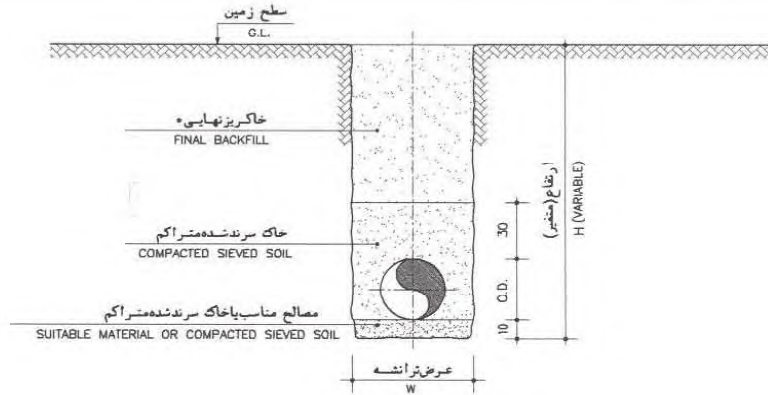 سطح زمین
G.L.
خاکریز نهایی*
FINAL BACKFILL
خاک سرند شده متراکم
COMPACTED SIEVED SOIL
مصالح مناسب یا خاک سرند شده متراکم
SUITABLE MATERIAL OR COMPACTED SIEVED SOIL
عرض ترانشه
W
30
O.D.
10
ارتفاع (متغیر)
H (VARIABLE)